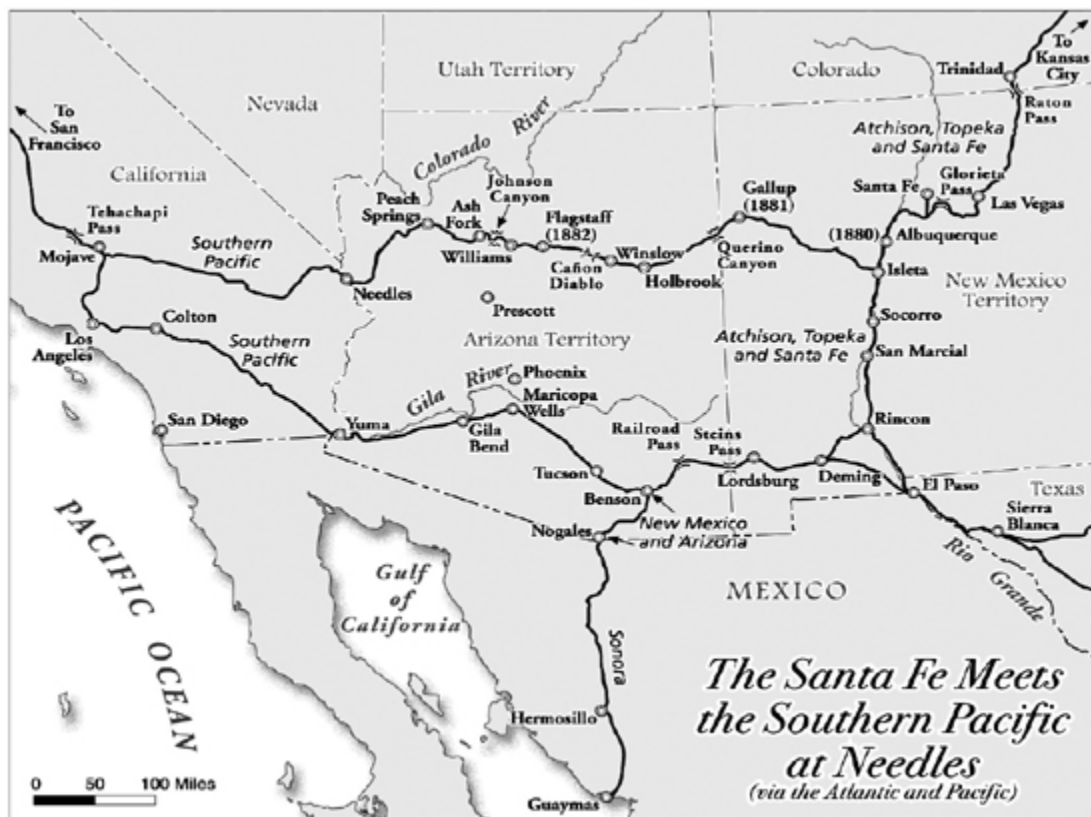 To
Kansas
City
Trinidad
Raton
Pass
Colorado
Utah Territory
Nevada
To
San
Francisco
California
Colorado River
Atchison, Topeka
and Santa Fe
Glorieta
Pass
Santa Fe
Las Vegas
Johnson
Canyon
Peach
Springs
Ash
Fork
Flagstaff
(1882)
Gallup
(1881)
Tehachapi
Pass
Mojave
Southern
Pacific
Williams
Winslow
Cañon
Diablo
Holbrook
Querino
Canyon
(1880)
Albuquerque
Isleta
New Mexico
Territory
Needles
Prescott
Colton
Los
Angeles
Southern
Pacific
Arizona Territory
Atchison, Topeka
and Santa Fe
Socorro
San Marcial
Phoenix
Gila River
Maricopa
Wells
San Diego
Yuma
Gila
Bend
Railroad
Pass
Steins
Pass
Rincon
Tucson
Benson
Lordsburg
Deming
El Paso
Texas
Sierra
Blanca
Nogales
New Mexico
and Arizona
Rio Grande
PACIFIC OCEAN
Gulf
of
California
MEXICO
Sonora
Hermosillo
Guaymas
The Santa Fe Meets
the Southern Pacific
at Needles
(via the Atlantic and Pacific)
0 50 100 Miles